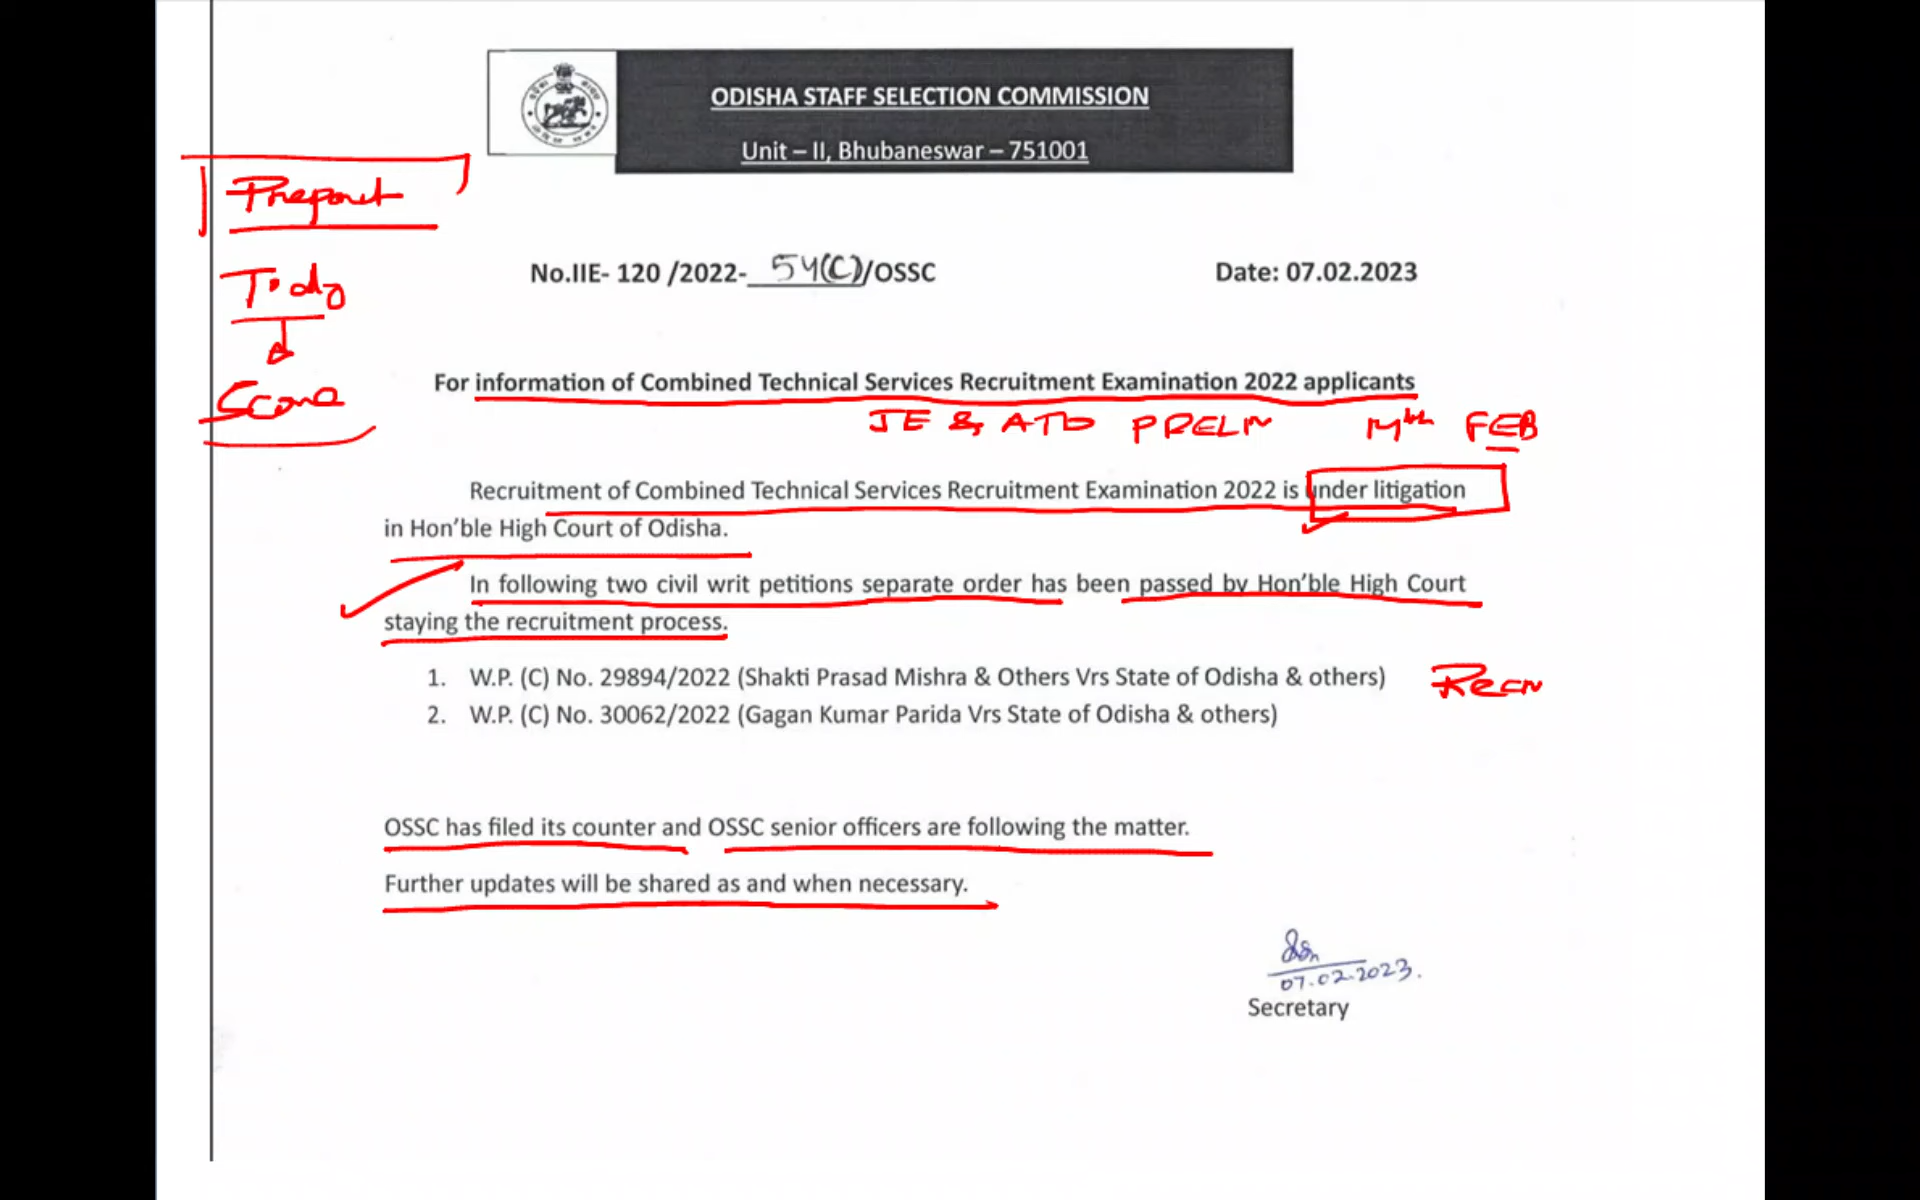 ODISHA STAFF SELECTION COMMISSION
Unit – II, Bhubaneswar – 751001
No.IIE- 120 /2022- 54(C)/OSSC
Date: 07.02.2023
For information of Combined Technical Services Recruitment Examination 2022 applicants
JE & ATO PRELIM FEB
Recruitment of Combined Technical Services Recruitment Examination 2022 is under litigation
in Hon'ble High Court of Odisha.
In following two civil writ petitions separate order has been passed by Hon'ble High Court
staying the recruitment process.
1. W.P. (C) No. 29894/2022 (Shakti Prasad Mishra & Others Vrs State of Odisha & others)
2. W.P. (C) No. 30062/2022 (Gagan Kumar Parida Vrs State of Odisha & others)
OSSC has filed its counter and OSSC senior officers are following the matter.
Further updates will be shared as and when necessary.
07.02.2023.
Secretary